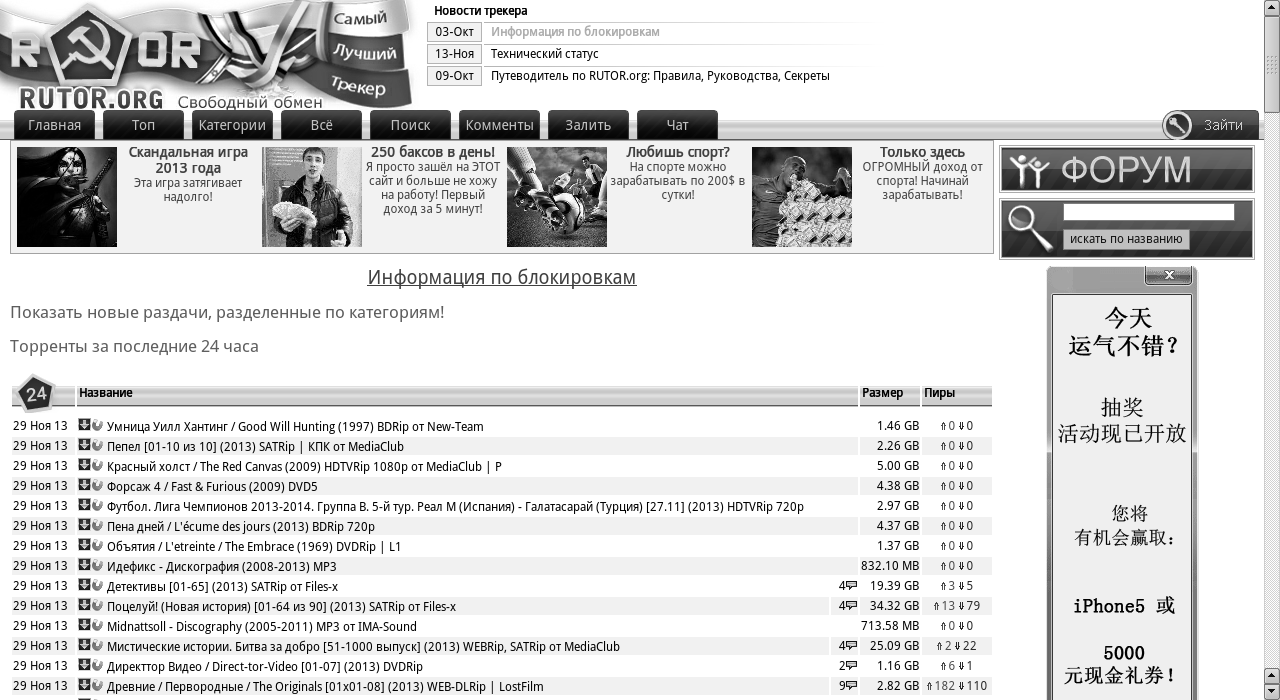 Самый
Лучший
Трекер
RUTOR.ORG Свободный обмен
Новости трекера
03-Окт Информация по блокировкам
13-Ноя Технический статус
09-Окт Путеводитель по RUTOR.org: Правила, Руководства, Секреты
Главная Топ Категории Всё Поиск Комменты Залить Чат Зайти
Скандальная игра
2013 года
Эта игра затягивает
надолго!
250 баксов в день!
Я просто зашёл на ЭТОТ
сайт и больше не хожу
на работу! Первый
доход за 5 минут!
Любишь спорт?
На спорте можно
зарабатывать по 200$ в
сутки!
Только здесь
ОГРОМНЫЙ доход от
спорта! Начинай
зарабатывать!
ФОРУМ
искать по названию
Информация по блокировкам
Показать новые раздачи, разделенные по категориям!
Торренты за последние 24 часа
24 Название Размер Пиры
29 Ноя 13 Умница Уилл Хантинг / Good Will Hunting (1997) BDRip от New-Team 1.46 GB 0 0
29 Ноя 13 Пепел [01-10 из 10] (2013) SATRip | КПК от MediaClub 2.26 GB 0 0
29 Ноя 13 Красный холст / The Red Canvas (2009) HDTVRip 1080p от MediaClub | P 5.00 GB 0 0
29 Ноя 13 Форсаж 4 / Fast & Furious (2009) DVD5 4.38 GB 0 0
29 Ноя 13 Футбол. Лига Чемпионов 2013-2014. Группа B. 5-й тур. Реал М (Испания) - Галатасарай (Турция) [27.11] (2013) HDTVRip 720p 2.97 GB 0 0
29 Ноя 13 Пена дней / L'écume des jours (2013) BDRip 720p 4.37 GB 0 0
29 Ноя 13 Объятия / L'etreinte / The Embrace (1969) DVDRip | L1 1.37 GB 0 0
29 Ноя 13 Идефикс - Дискография (2008-2013) MP3 832.10 MB 0 0
29 Ноя 13 Детективы [01-65] (2013) SATRip от Files-x 4 19.39 GB 3 5
29 Ноя 13 Поцелуй! (Новая история) [01-64 из 90] (2013) SATRip от Files-x 4 34.32 GB 13 79
29 Ноя 13 Midnattsoll - Discography (2005-2011) MP3 от IMA-Sound 713.58 MB 0 0
29 Ноя 13 Мистические истории. Битва за добро [51-1000 выпуск] (2013) WEBRip, SATRip от MediaClub 4 25.09 GB 2 22
29 Ноя 13 Директтор Видео / Direct-tor-Video [01-07] (2013) DVDRip 2 1.16 GB 6 1
29 Ноя 13 Древние / Первородные / The Originals [01x01-08] (2013) WEB-DLRip | LostFilm 9 2.82 GB 182 110
今天
运气不错?
抽奖
活动现已开放
您将
有机会赢取:
iPhone5 或
5000
元现金礼券!